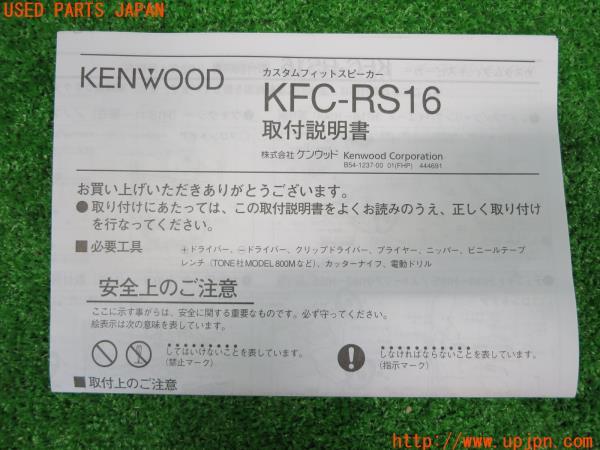 USED PARTS JAPAN
KENWOOD
カスタムフィットスピーカー
KFC-RS16
取付説明書
株式会社 ケンウッド Kenwood Corporation
B54-1237-00 01(FHP) 444691
お買い上げいただきありがとうございます。
● 取り付けにあたっては、この取付説明書をよくお読みのうえ、正しく取り付け
を行なってください。
■ 必要工具
⊕ドライバー、⊖ドライバー、クリップドライバー、プライヤー、ニッパー、ビニールテープ
レンチ（TONE社MODEL 800Mなど）、カッターナイフ、電動ドリル
安全上のご注意
ここに示す事がらは、安全に関する重要なものです。必ず守ってください。
絵表示は次の意味を表しています。
してはいけないことを表しています。
(禁止マーク)
しなければならないことを表しています。
(指示マーク)
■ 取付上のご注意
http://www.upjpn.com/